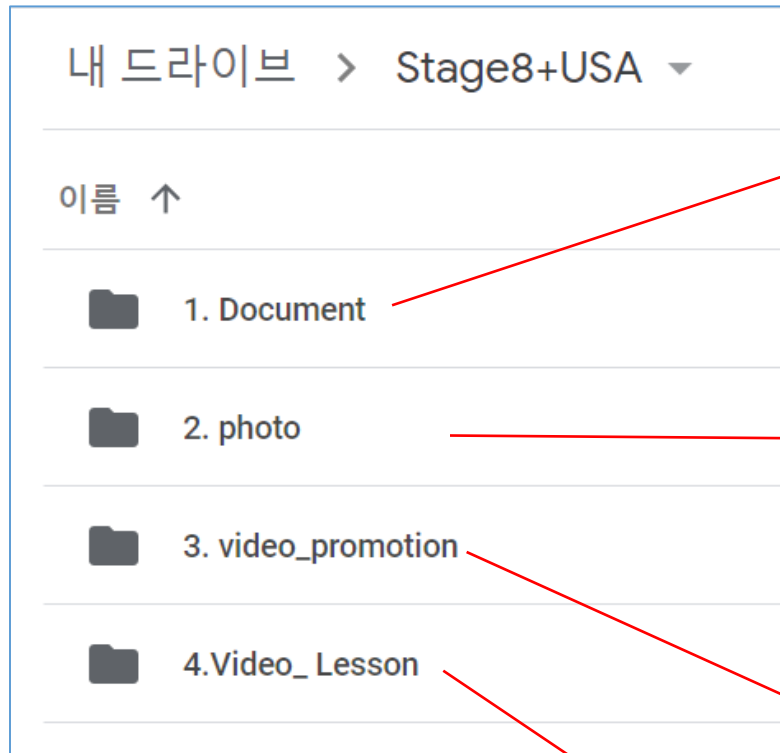 내 드라이브 > Stage8+USA
이름 ↑
1. Document
2. photo
3. video_promotion
4.Video_ Lesson